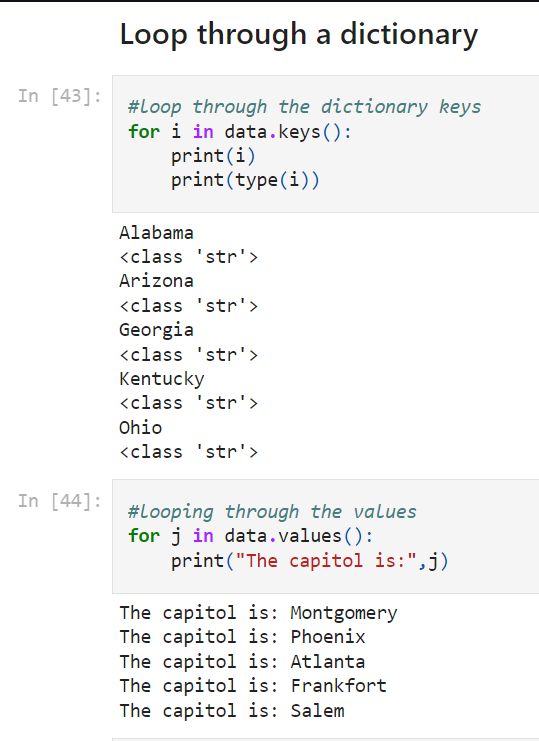 Loop through a dictionary
In [43]:
#loop through the dictionary keys
for i in data.keys():
    print(i)
    print(type(i))
Alabama
<class 'str'>
Arizona
<class 'str'>
Georgia
<class 'str'>
Kentucky
<class 'str'>
Ohio
<class 'str'>
In [44]:
#Looping through the values
for j in data.values():
    print("The capitol is:",j)
The capitol is: Montgomery
The capitol is: Phoenix
The capitol is: Atlanta
The capitol is: Frankfort
The capitol is: Salem